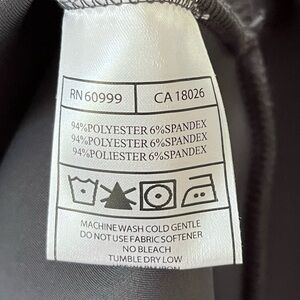 RN 60999 CA 18026
94%POLYESTER 6%SPANDEX
94%POLYESTER 6%SPANDEX
94%POLIESTER 6%SPANDEX
MACHINE WASH COLD GENTLE
DO NOT USE FABRIC SOFTENER
NO BLEACH
TUMBLE DRY LOW